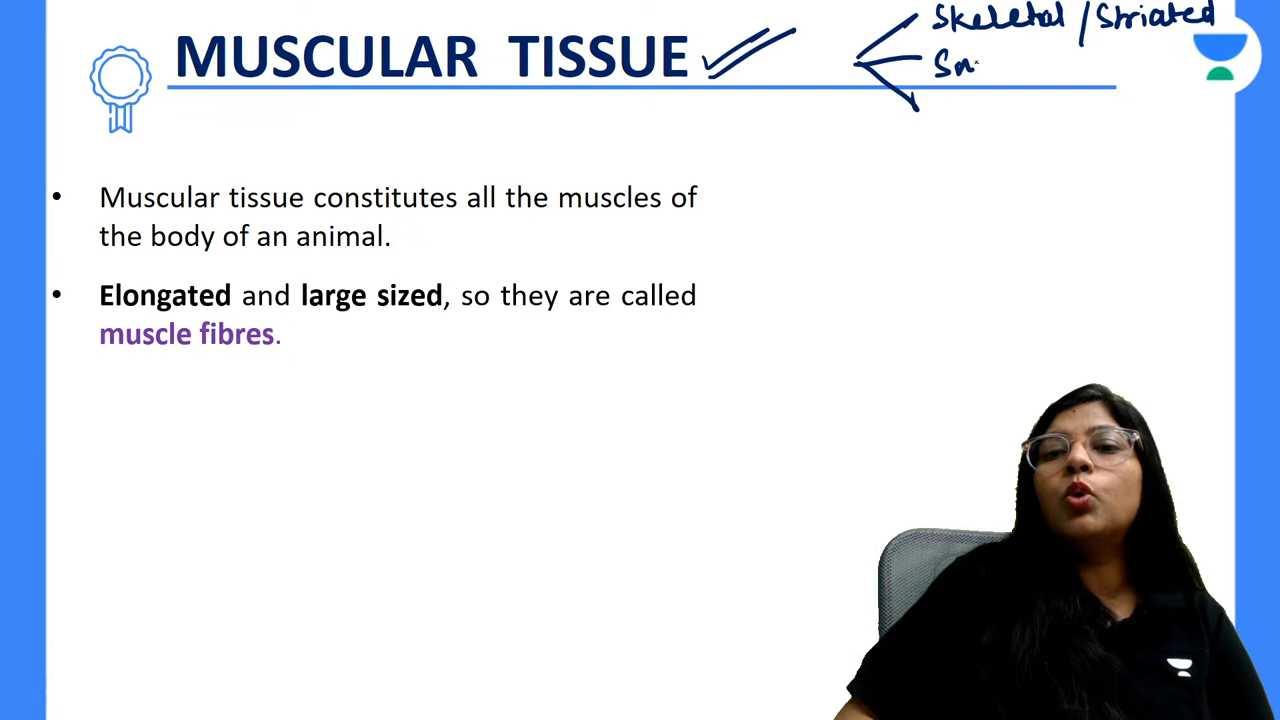 Skeletal / Striated
MUSCULAR TISSUE
• Muscular tissue constitutes all the muscles of
the body of an animal.
• Elongated and large sized, so they are called
muscle fibres.